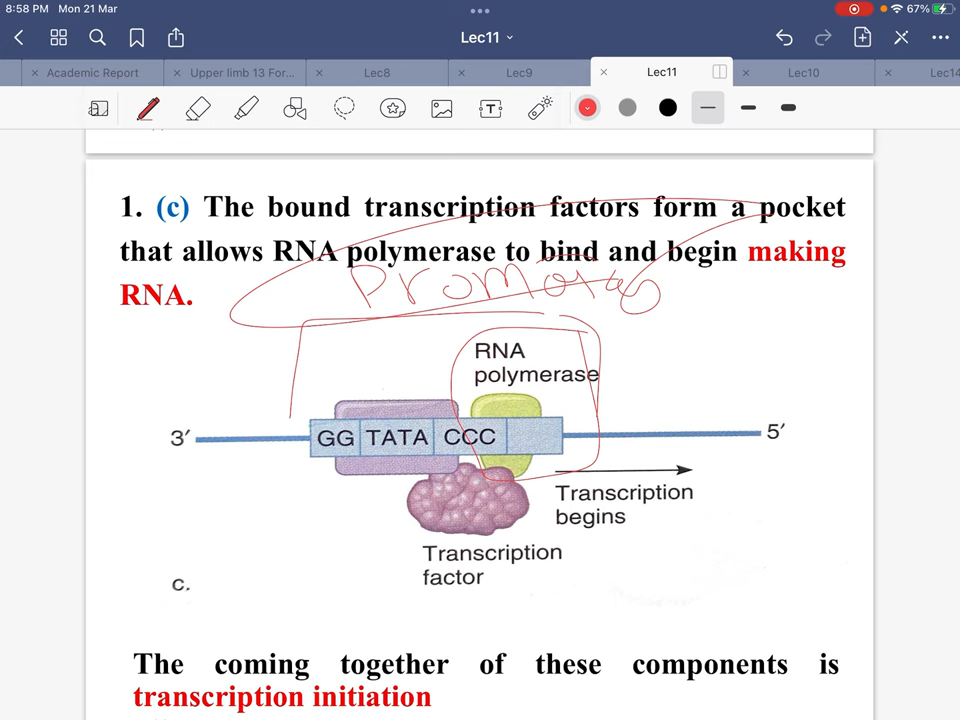 8:58 PM Mon 21 Mar
67%
Lec11
Academic Report
Upper limb 13 For...
Lec8
Lec9
Lec11
Lec10
Lec14
1. (c) The bound transcription factors form a pocket
that allows RNA polymerase to bind and begin making
RNA.
RNA
polymerase
3′ GG TATA CCC 5′
Transcription
begins
Transcription
factor
c.
The coming together of these components is
transcription initiation